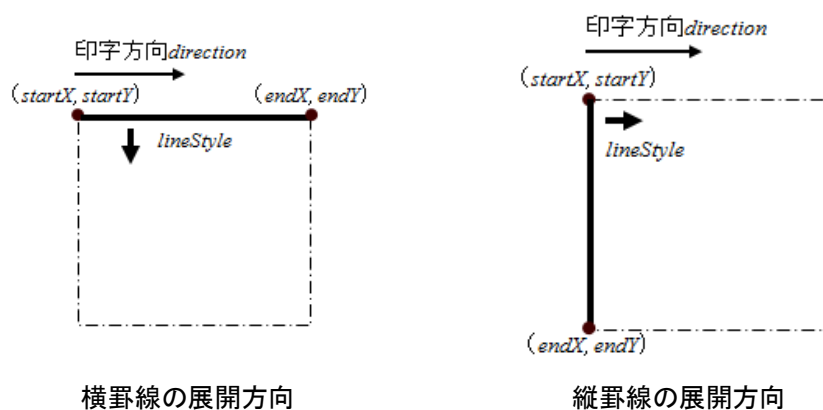 印字方向direction
(startX, startY)
(endX, endY)
lineStyle
横罫線の展開方向
印字方向direction
(startX, startY)
lineStyle
(endX, endY)
縦罫線の展開方向